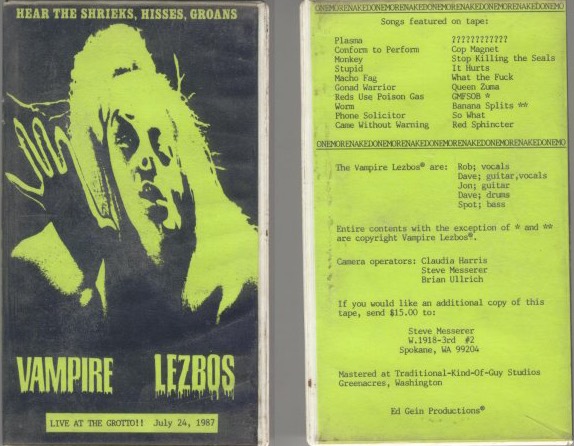 HEAR THE SHRIEKS, HISSES, GROANS
VAMPIRE LEZBOS
LIVE AT THE GROTTO!! July 24, 1987
ONEMORENAKEDONEMORENAKEDONEMORENAKEDONEMORENAKEDONEMO
Songs featured on tape:
Plasma ????????????
Conform to Perform Cop Magnet
Monkey Stop Killing the Seals
Stupid It Hurts
Macho Fag What the Fuck
Gonad Warrior Queen Zuma
Reds Use Poison Gas GMFSOB *
Worm Banana Splits **
Phone Solicitor So What
Came Without Warning Red Sphincter
ONEMORENAKEDONEMORENAKEDONEMORENAKEDONEMORENAKEDONEMO
The Vampire Lezbos® are: Rob; vocals
Dave; guitar,vocals
Jon; guitar
Dave; drums
Spot; bass
Entire contents with the exception of * and **
are copyright Vampire Lezbos®.
Camera operators: Claudia Harris
Steve Messerer
Brian Ullrich
If you would like an additional copy of this
tape, send $15.00 to:
Steve Messerer
W.1918-3rd #2
Spokane, WA 99204
Mastered at Traditional-Kind-Of-Guy Studios
Greenacres, Washington
Ed Gein Productions®